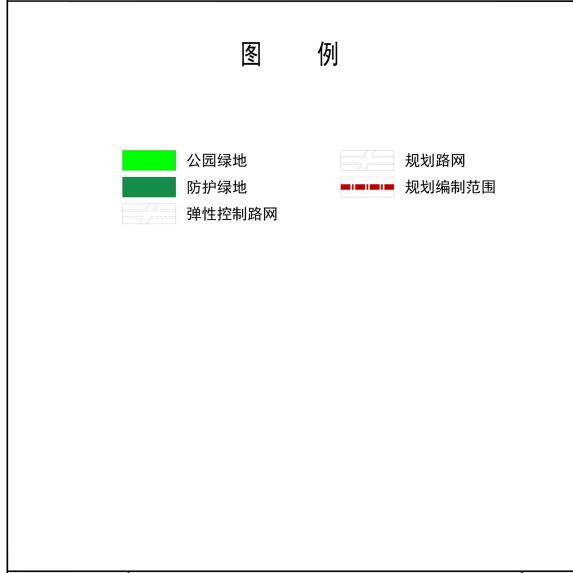 图 例
公园绿地
规划路网
防护绿地
规划编制范围
弹性控制路网